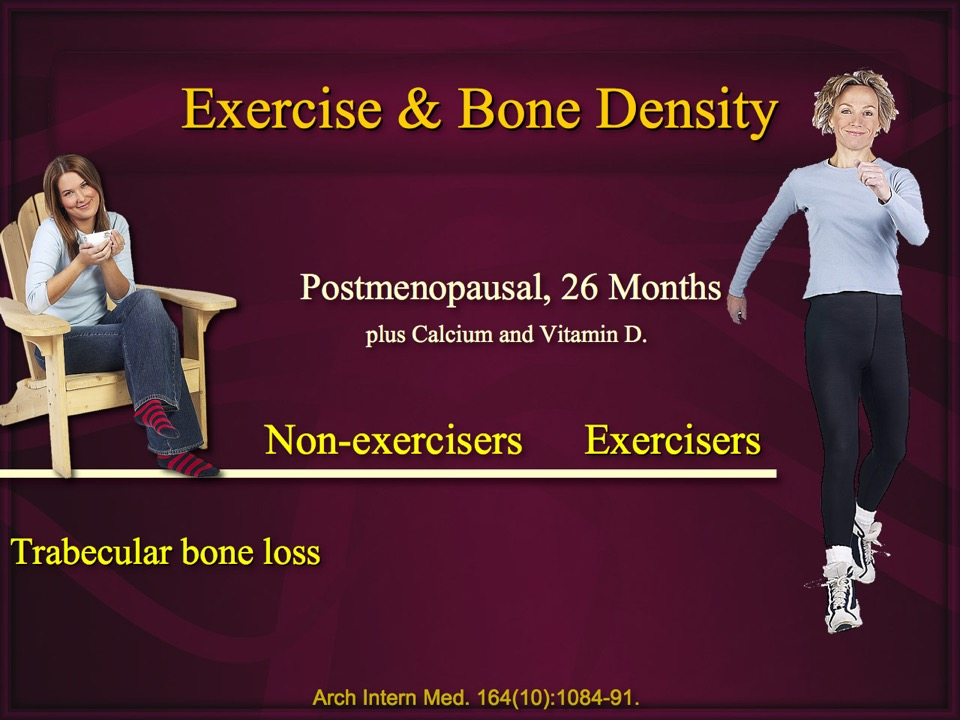 Exercise & Bone Density
Postmenopausal, 26 Months
plus Calcium and Vitamin D.
Non-exercisers Exercisers
Trabecular bone loss
Arch Intern Med. 164(10):1084-91.